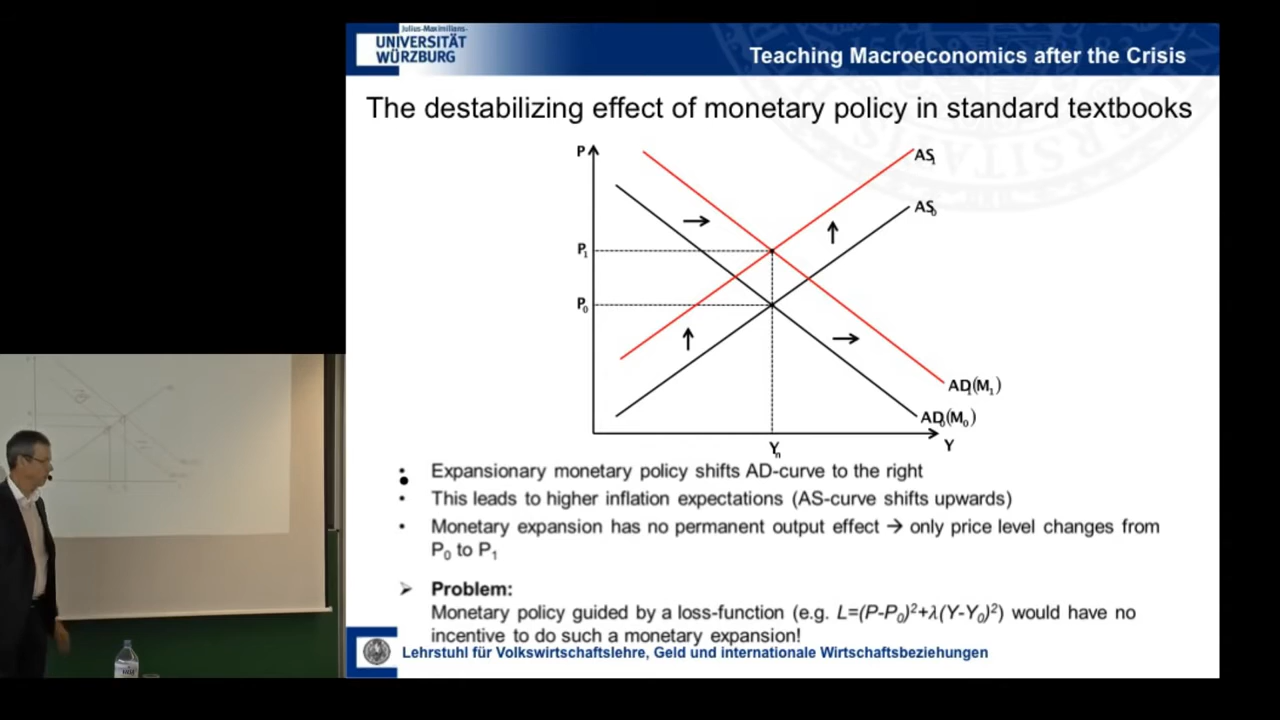 Julius-Maximilians-
UNIVERSITÄT
WÜRZBURG
Teaching Macroeconomics after the Crisis
The destabilizing effect of monetary policy in standard textbooks
P
AS₁
AS₀
P₁
P₀
AD₁(M₁)
AD₀(M₀)
Yₙ
Y
• Expansionary monetary policy shifts AD-curve to the right
• This leads to higher inflation expectations (AS-curve shifts upwards)
• Monetary expansion has no permanent output effect → only price level changes from
P₀ to P₁
➢ Problem:
Monetary policy guided by a loss-function (e.g. L=(P-P₀)²+λ(Y-Y₀)²) would have no
incentive to do such a monetary expansion!
Lehrstuhl für Volkswirtschaftslehre, Geld und internationale Wirtschaftsbeziehungen